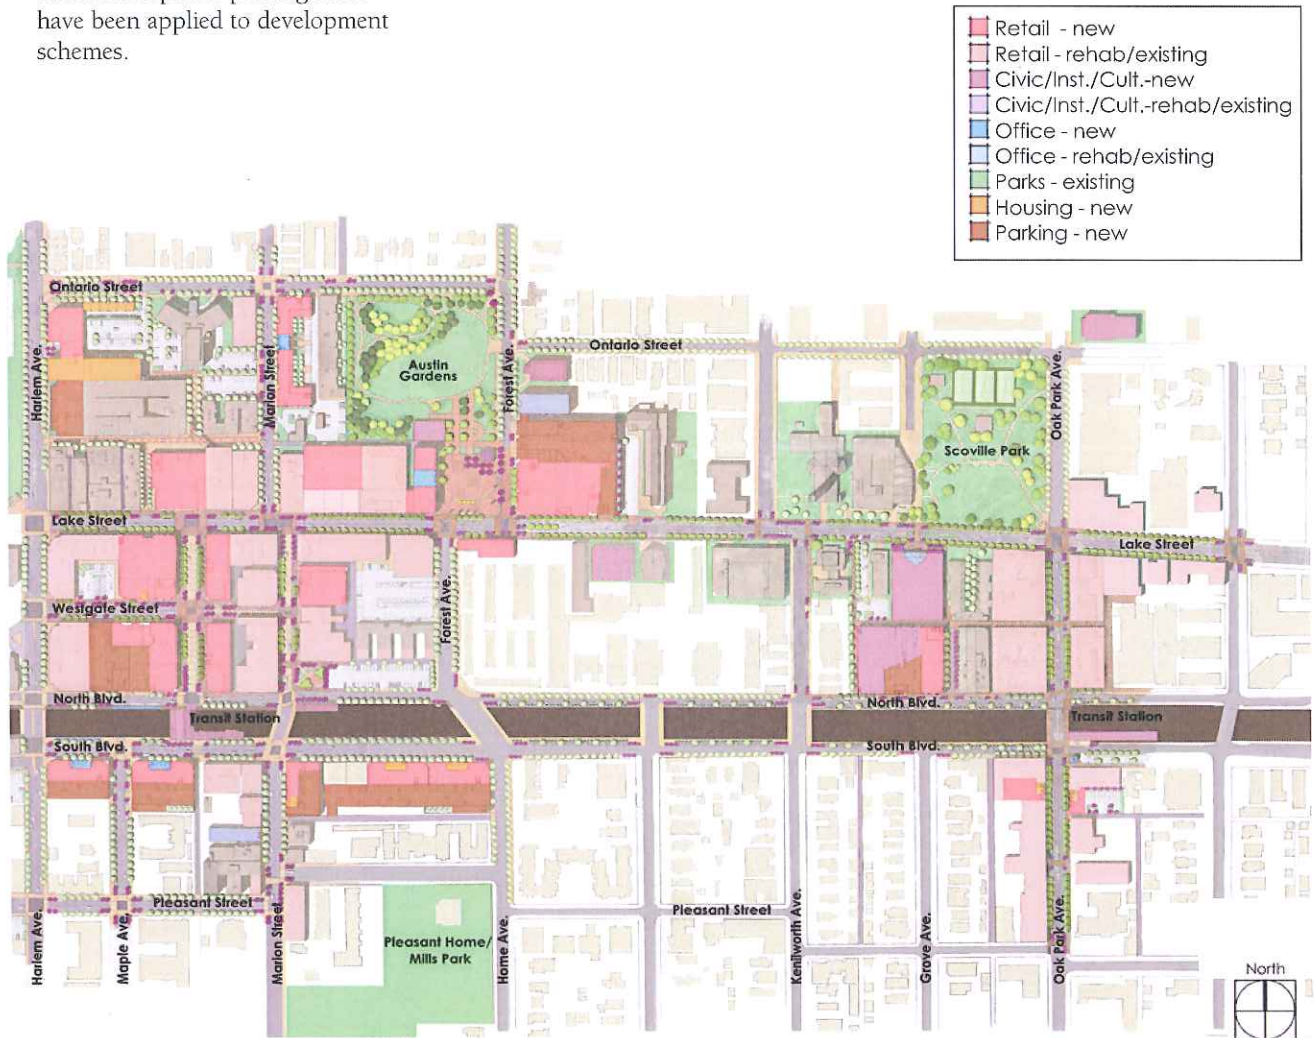 have been applied to development
schemes.
Retail - new
Retail - rehab/existing
Civic/Inst./Cult.-new
Civic/Inst./Cult.-rehab/existing
Office - new
Office - rehab/existing
Parks - existing
Housing - new
Parking - new
Ontario Street
Harlem Ave.
Marion Street
Austin
Gardens
Forest Ave.
Ontario Street
Oak Park Ave.
Scoville Park
Lake Street
Lake Street
Westgate Street
Forest Ave.
North Blvd.
North Blvd.
Transit Station
Transit Station
South Blvd.
South Blvd.
Pleasant Street
Pleasant Street
Harlem Ave.
Maple Ave.
Marion Street
Pleasant Home/
Mills Park
Home Ave.
Kenilworth Ave.
Grove Ave.
Oak Park Ave.
North